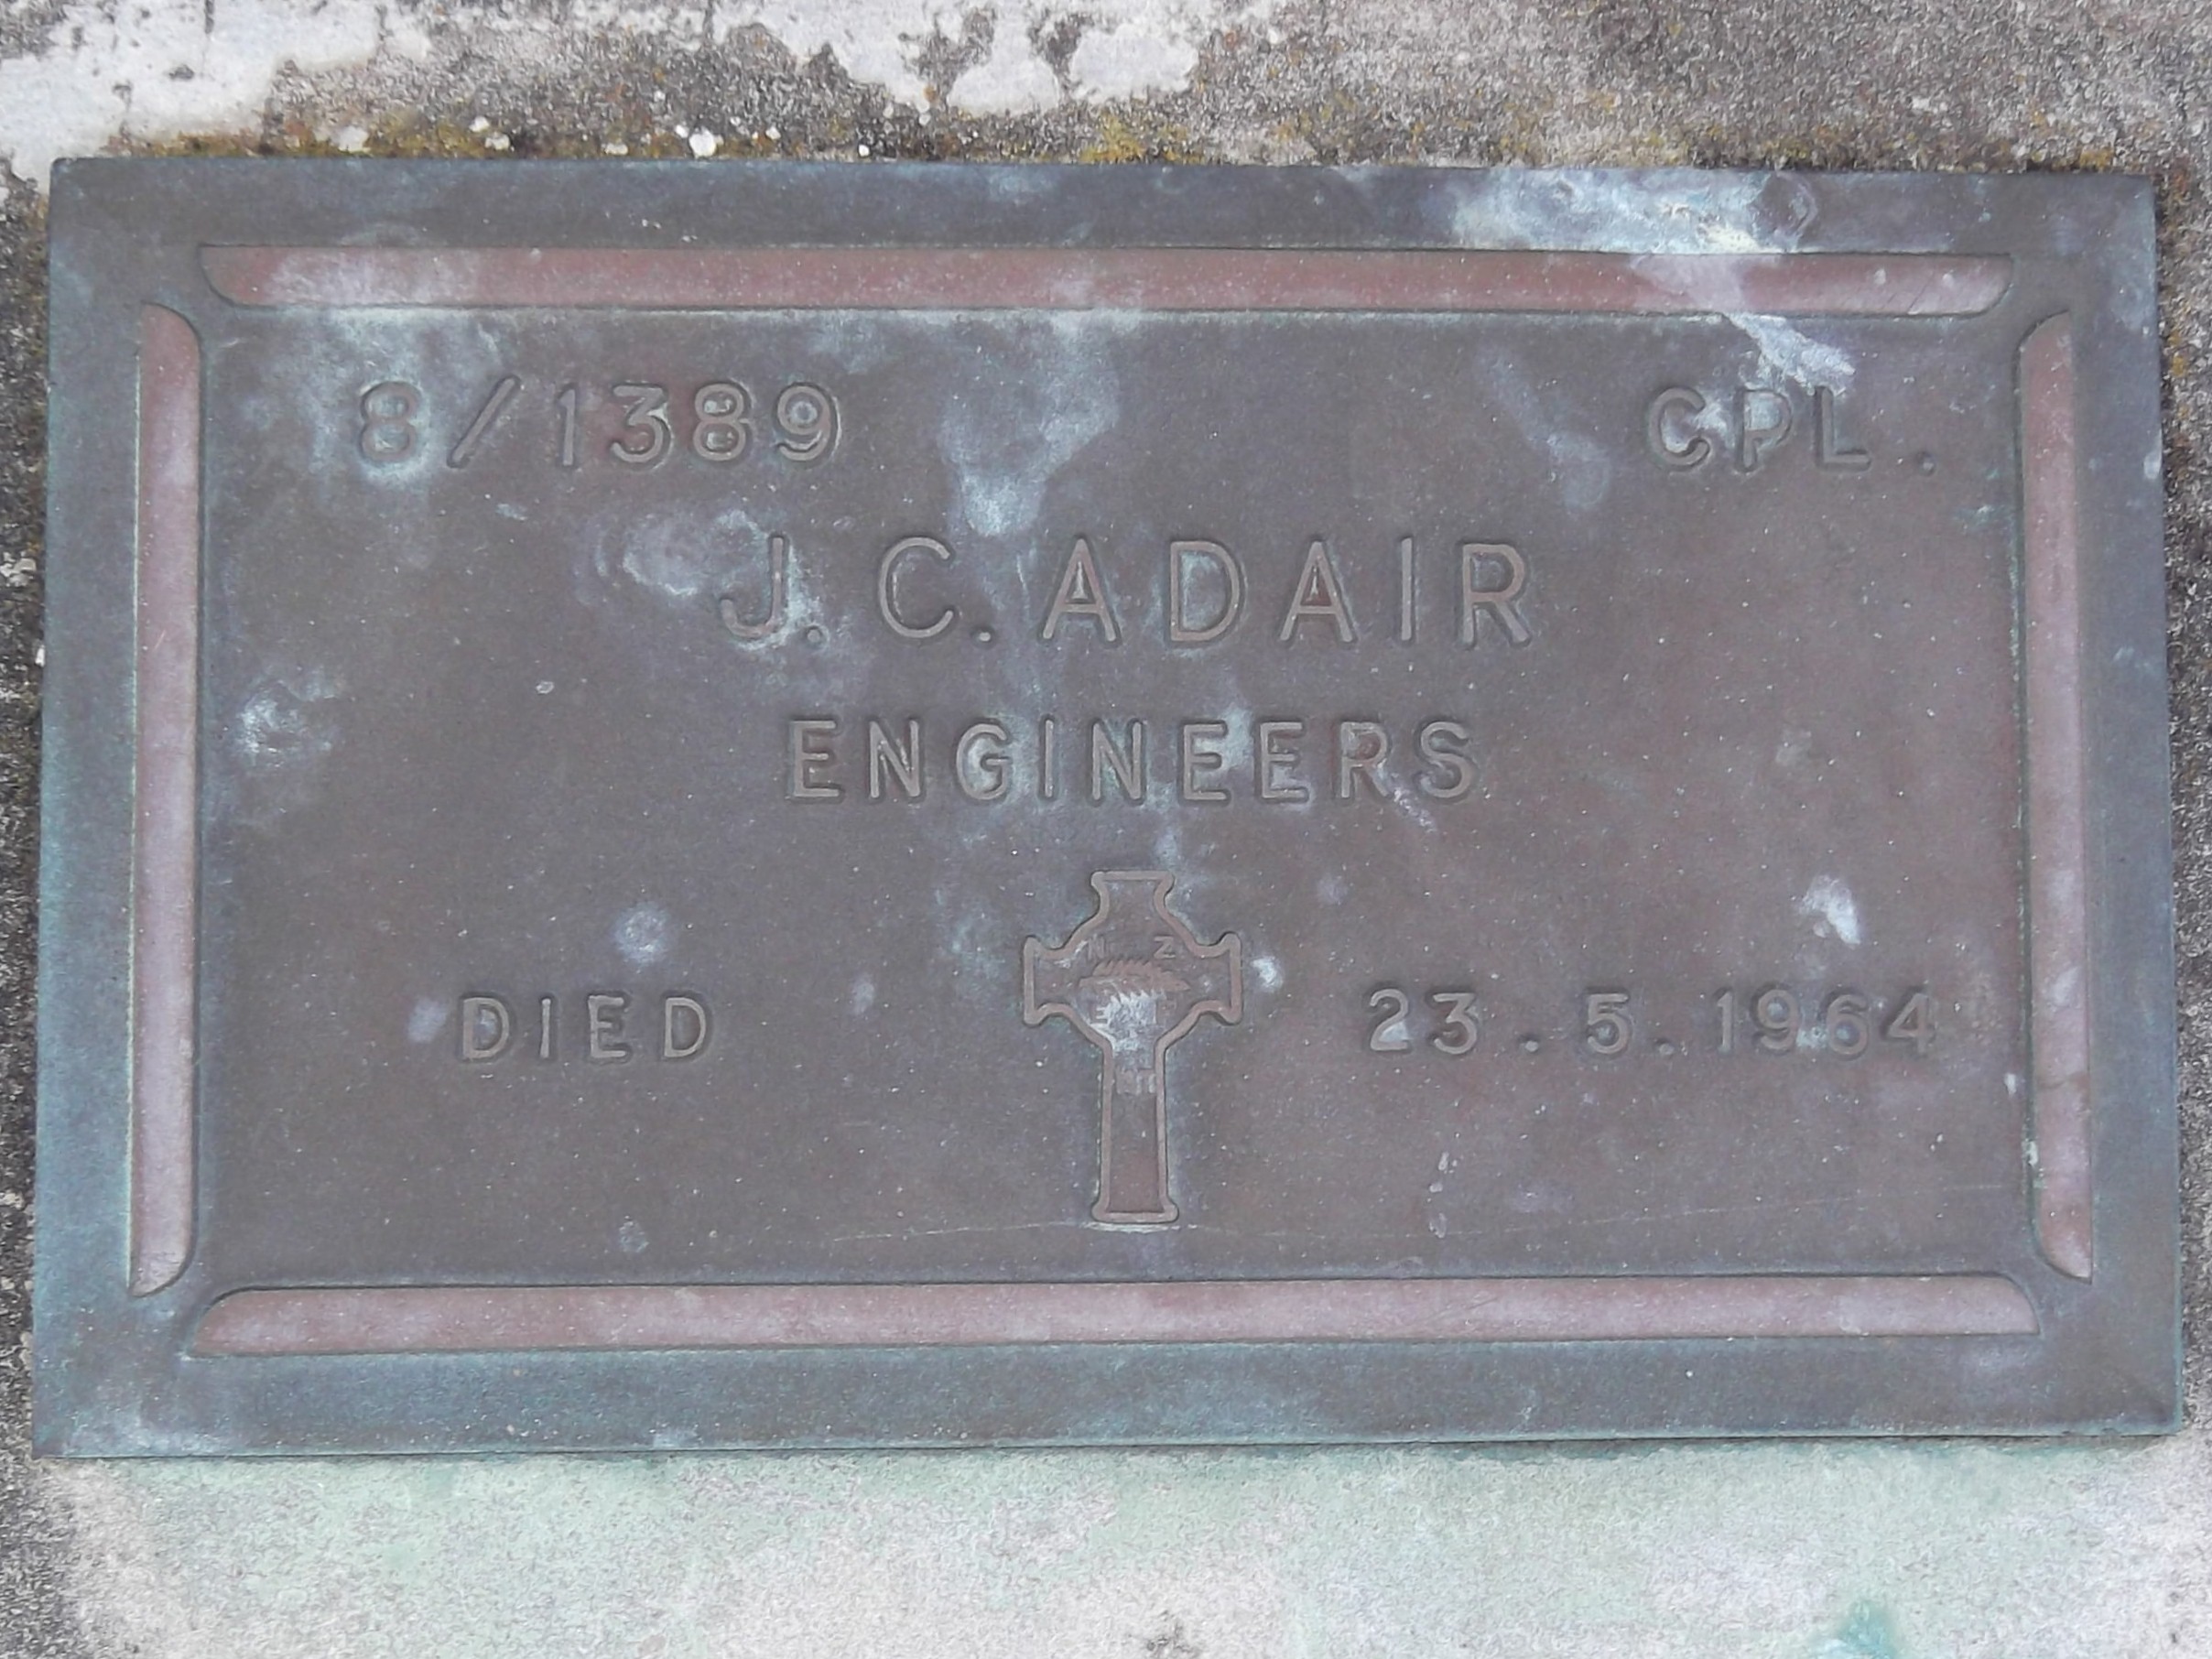 8/1389 CPL.
J. C. ADAIR
ENGINEERS
N Z
DIED 23.5.1964